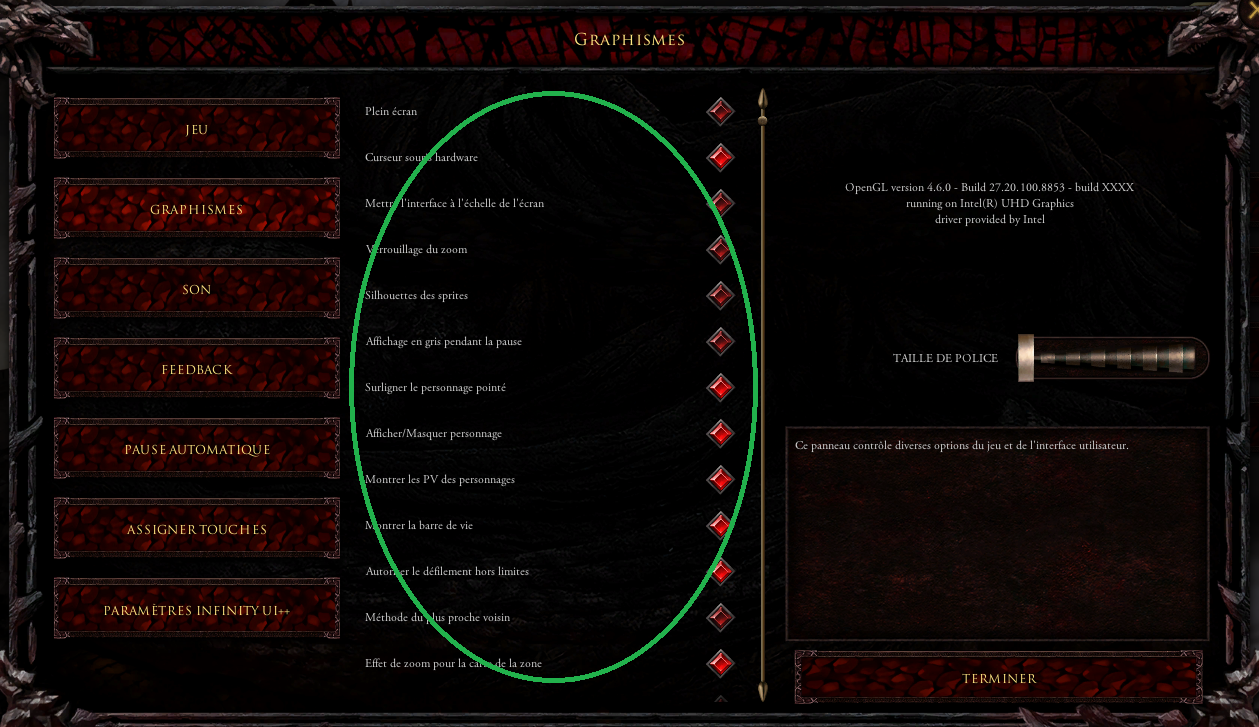 GRAPHISMES
JEU
GRAPHISMES
SON
FEEDBACK
PAUSE AUTOMATIQUE
ASSIGNER TOUCHES
PARAMÈTRES INFINITY UI++
Plein écran
Curseur souris hardware
Mettre l'interface à l'échelle de l'écran
Verrouillage du zoom
Silhouettes des sprites
Affichage en gris pendant la pause
Surligner le personnage pointé
Afficher/Masquer personnage
Montrer les PV des personnages
Montrer la barre de vie
Autoriser le défilement hors limites
Méthode du plus proche voisin
Effet de zoom pour la carte de la zone
OpenGL version 4.6.0 - Build 27.20.100.8853 - build XXXX
running on Intel(R) UHD Graphics
driver provided by Intel
TAILLE DE POLICE
Ce panneau contrôle diverses options du jeu et de l'interface utilisateur.
TERMINER